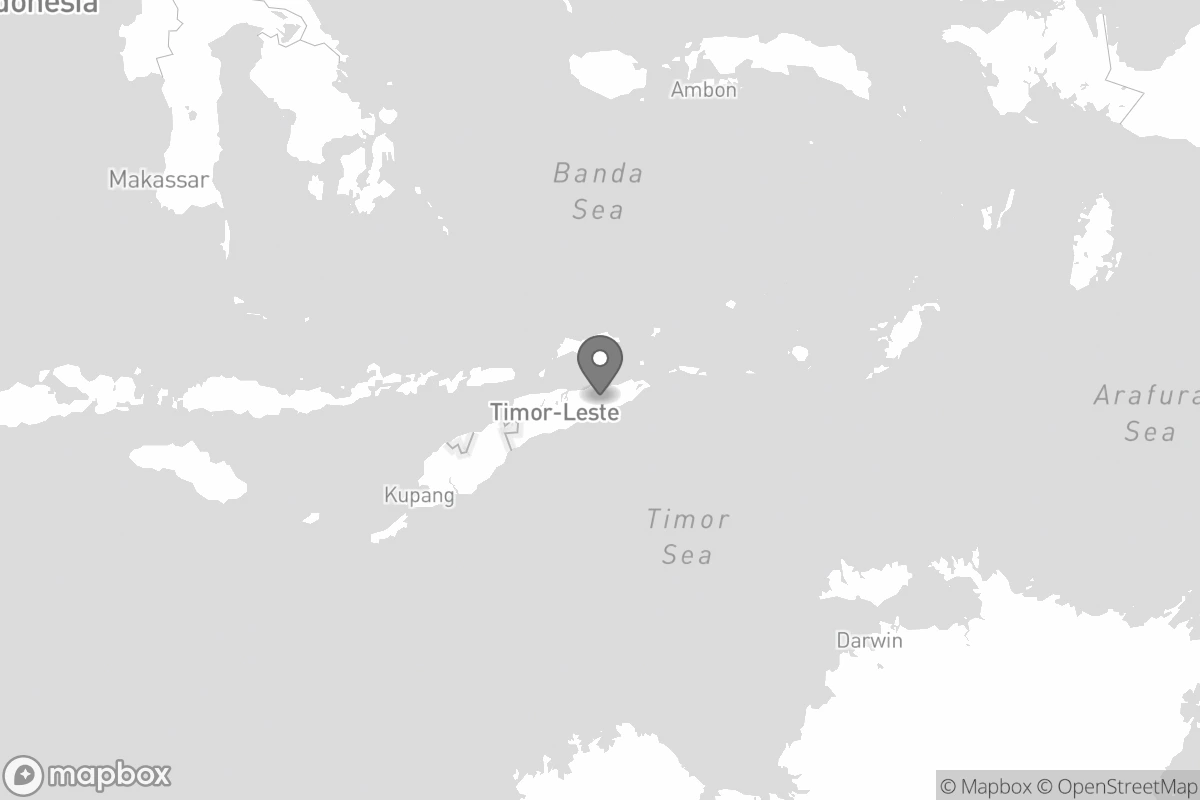 donesia
Ambon
Makassar
Banda
Sea
Timor-Leste
Arafura
Sea
Kupang
Timor
Sea
Darwin
mapbox
© Mapbox © OpenStreetMap